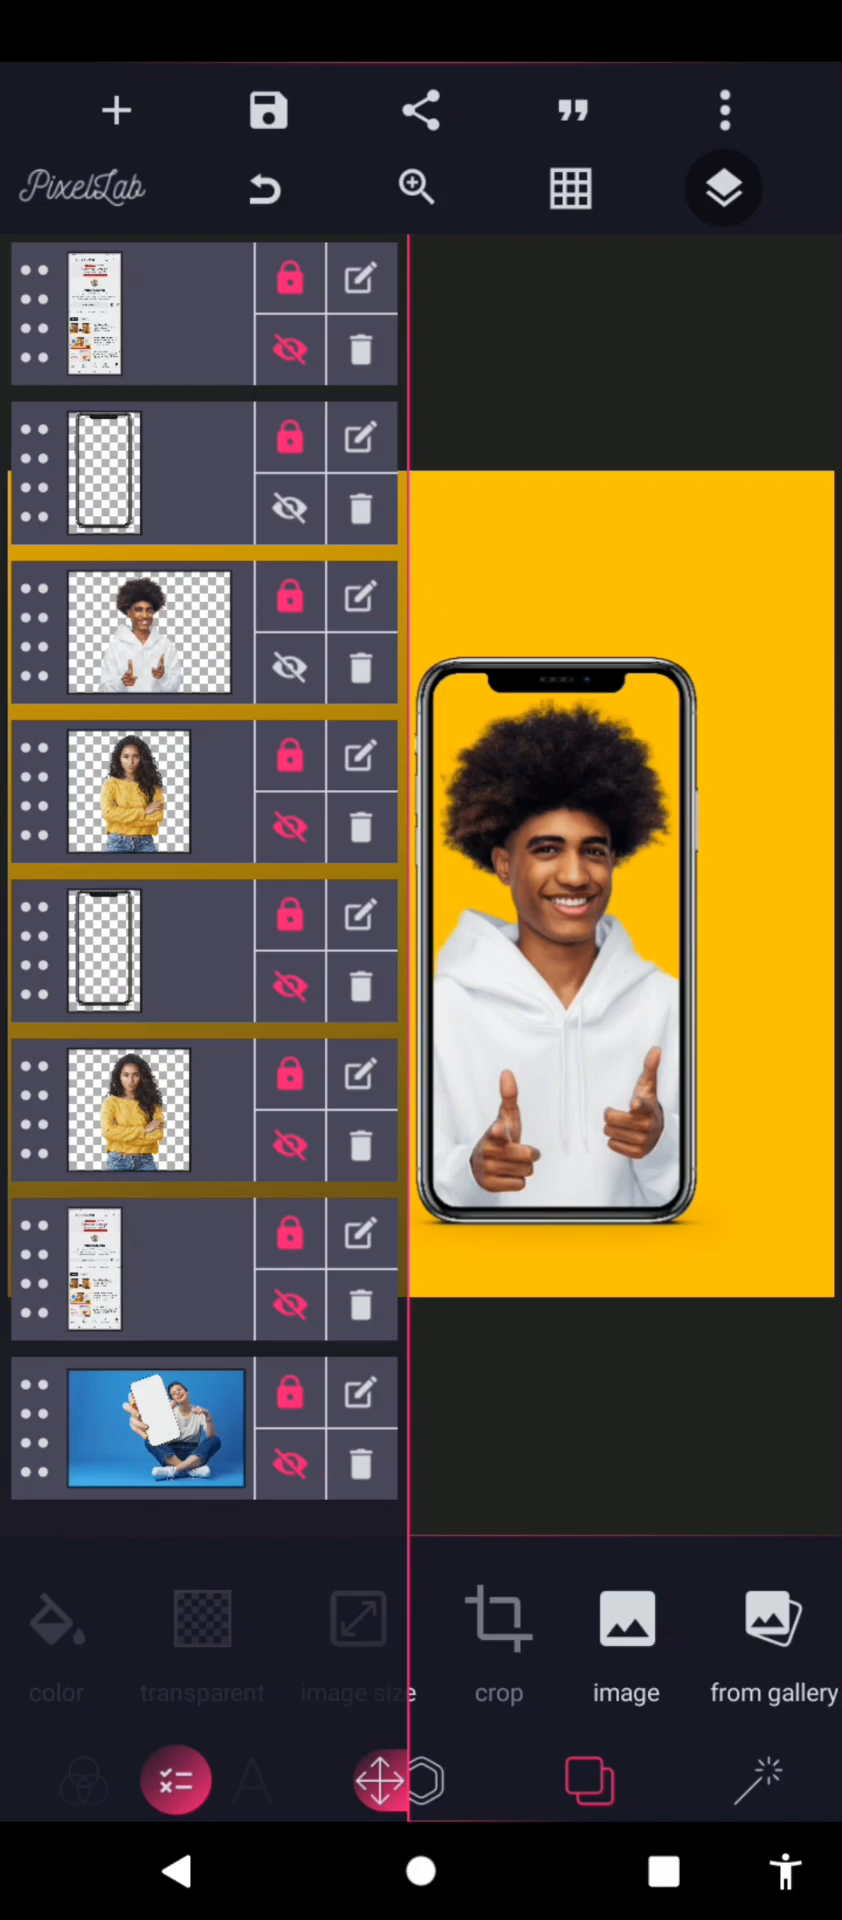 PixelLab
color
transparent
image size
crop
image
from gallery